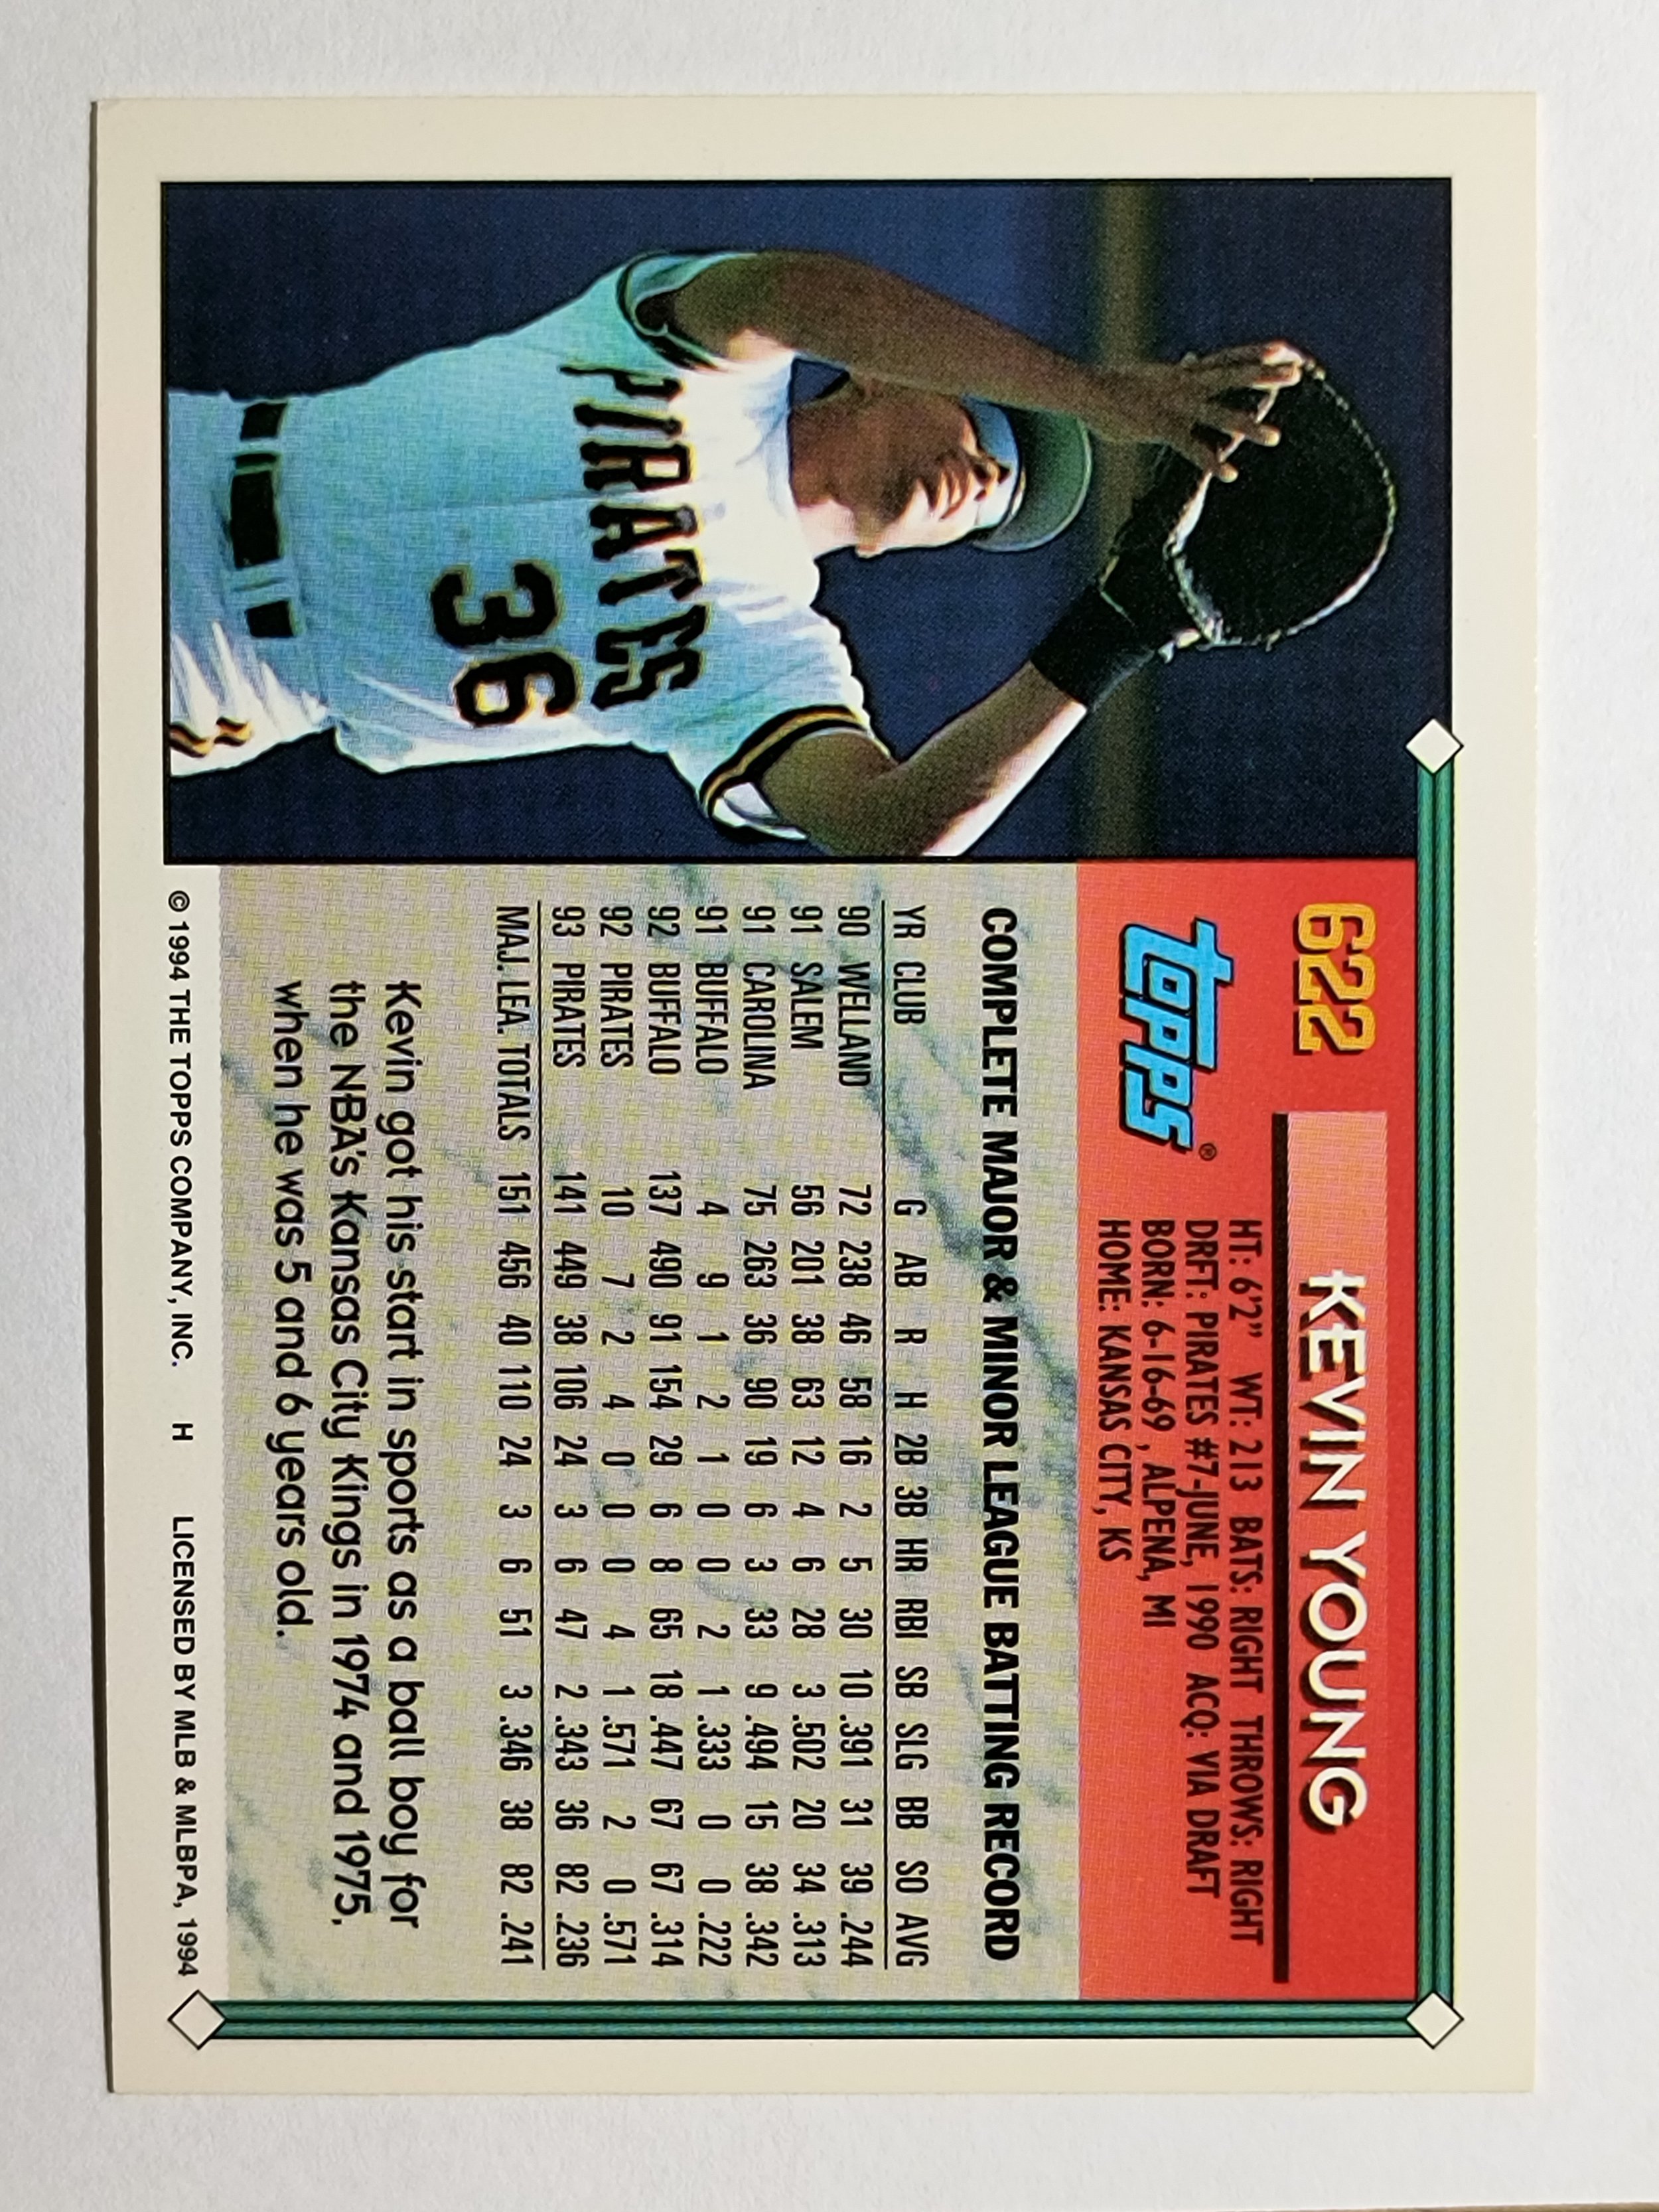 PIRATES
36
622
KEVIN YOUNG
Topps®
HT: 6'2" WT: 213 BATS: RIGHT THROWS: RIGHT
DRFT: PIRATES #7-JUNE, 1990 ACQ: VIA DRAFT
BORN: 6-16-69 , ALPENA, MI
HOME: KANSAS CITY, KS
COMPLETE MAJOR & MINOR LEAGUE BATTING RECORD
YR CLUB G AB R H 2B 3B HR RBI SB SLG BB SO AVG
90 WELLAND 72 238 46 58 16 2 5 30 10 .391 31 39 .244
91 SALEM 56 201 38 63 12 4 6 28 3 .502 20 34 .313
91 CAROLINA 75 263 36 90 19 6 3 33 9 .494 15 38 .342
91 BUFFALO 4 9 1 2 1 0 0 2 1 .333 0 0 .222
92 BUFFALO 137 490 91 154 29 6 8 65 18 .447 67 67 .314
92 PIRATES 10 7 2 4 0 0 0 4 1 .571 2 0 .571
93 PIRATES 141 449 38 106 24 3 6 47 2 .343 36 82 .236
MAJ. LEA. TOTALS 151 456 40 110 24 3 6 51 3 .346 38 82 .241
Kevin got his start in sports as a ball boy for
the NBA's Kansas City Kings in 1974 and 1975,
when he was 5 and 6 years old.
© 1994 THE TOPPS COMPANY, INC. H LICENSED BY MLB & MLBPA, 1994